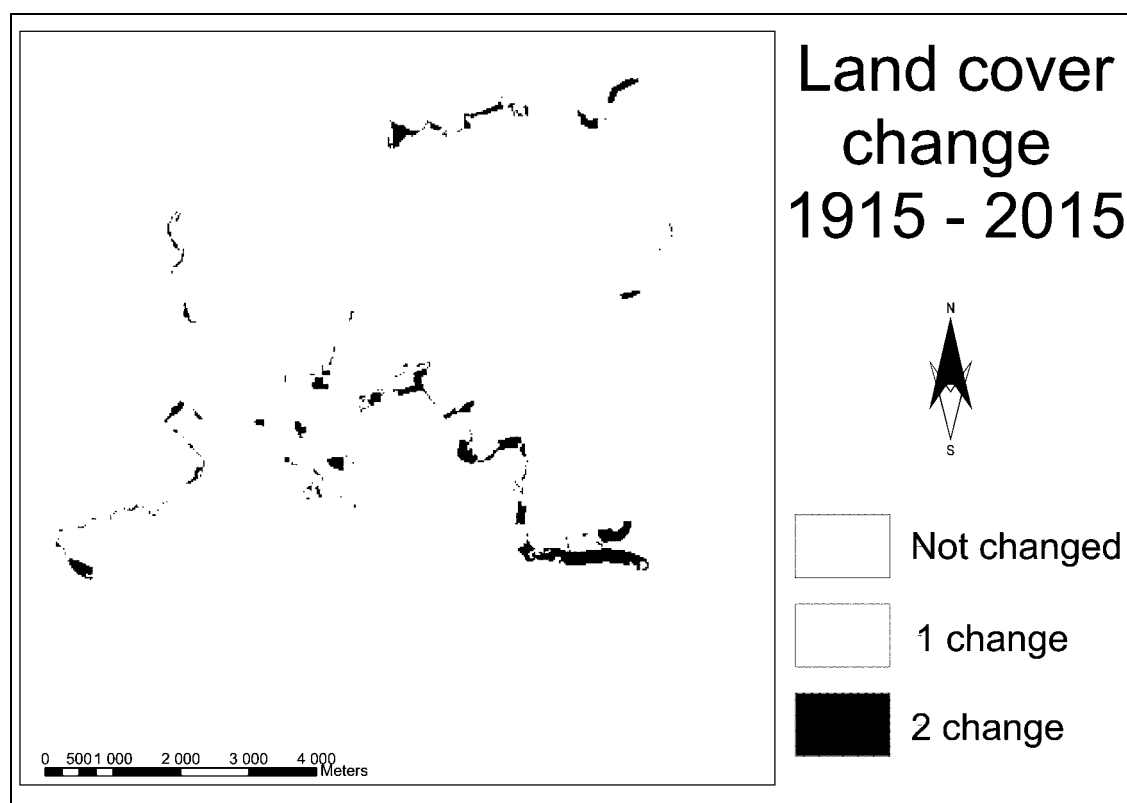 Land cover
change
1915 - 2015
N
S
Not changed
1 change
2 change
0 500 1 000 2 000 3 000 4 000
Meters